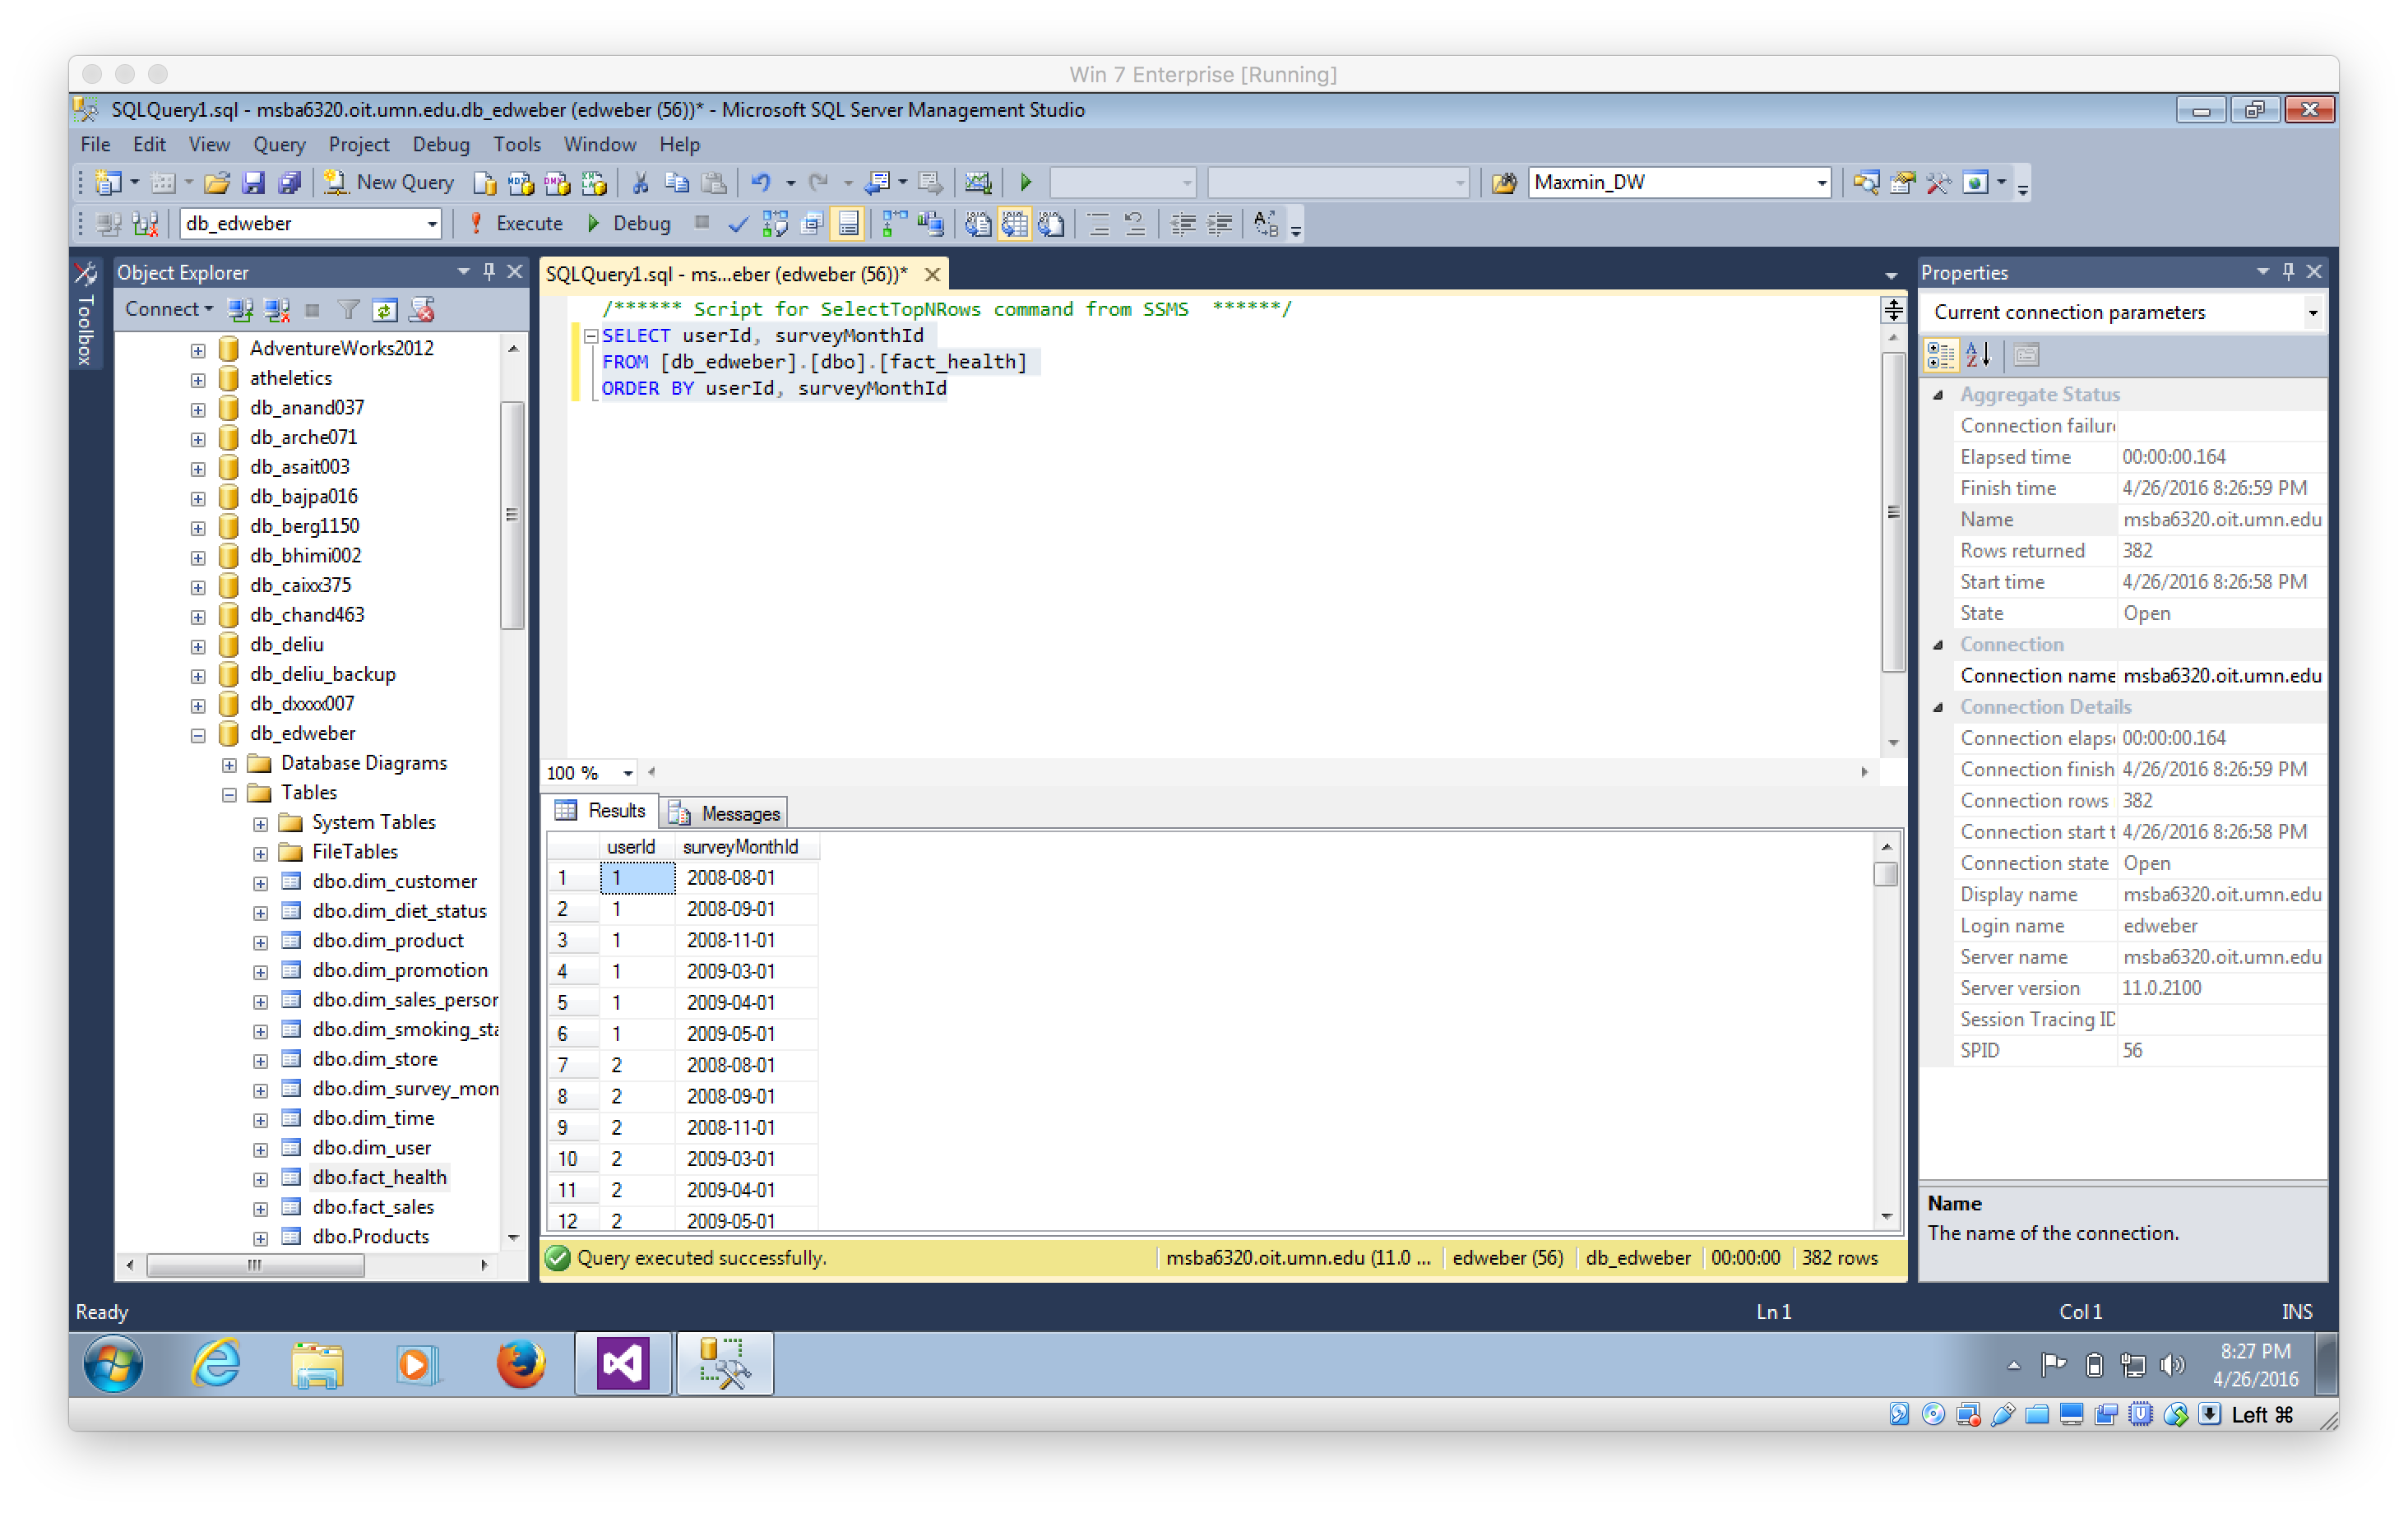 Win 7 Enterprise [Running]
SQLQuery1.sql - msba6320.oit.umn.edu.db_edweber (edweber (56))* - Microsoft SQL Server Management Studio
File Edit View Query Project Debug Tools Window Help
New Query Maxmin_DW
db_edweber Execute Debug
Toolbox
Object Explorer
Connect
AdventureWorks2012
atheletics
db_anand037
db_arche071
db_asait003
db_bajpa016
db_berg1150
db_bhimi002
db_caixx375
db_chand463
db_deliu
db_deliu_backup
db_dxxxx007
db_edweber
Database Diagrams
Tables
System Tables
FileTables
dbo.dim_customer
dbo.dim_diet_status
dbo.dim_product
dbo.dim_promotion
dbo.dim_sales_person
dbo.dim_smoking_sta
dbo.dim_store
dbo.dim_survey_mon
dbo.dim_time
dbo.dim_user
dbo.fact_health
dbo.fact_sales
dbo.Products
SQLQuery1.sql - ms...eber (edweber (56))*
/****** Script for SelectTopNRows command from SSMS ******/
SELECT userId, surveyMonthId
FROM [db_edweber].[dbo].[fact_health]
ORDER BY userId, surveyMonthId
100 %
Results Messages
userId surveyMonthId
1 1 2008-08-01
2 1 2008-09-01
3 1 2008-11-01
4 1 2009-03-01
5 1 2009-04-01
6 1 2009-05-01
7 2 2008-08-01
8 2 2008-09-01
9 2 2008-11-01
10 2 2009-03-01
11 2 2009-04-01
12 2 2009-05-01
Query executed successfully. msba6320.oit.umn.edu (11.0 ... edweber (56) db_edweber 00:00:00 382 rows
Properties
Current connection parameters
Aggregate Status
Connection failure
Elapsed time 00:00:00.164
Finish time 4/26/2016 8:26:59 PM
Name msba6320.oit.umn.edu
Rows returned 382
Start time 4/26/2016 8:26:58 PM
State Open
Connection
Connection name msba6320.oit.umn.edu
Connection Details
Connection elapse 00:00:00.164
Connection finish 4/26/2016 8:26:59 PM
Connection rows 382
Connection start t 4/26/2016 8:26:58 PM
Connection state Open
Display name msba6320.oit.umn.edu
Login name edweber
Server name msba6320.oit.umn.edu
Server version 11.0.2100
Session Tracing ID
SPID 56
Name
The name of the connection.
Ready Ln 1 Col 1 INS
8:27 PM
4/26/2016
Left ⌘